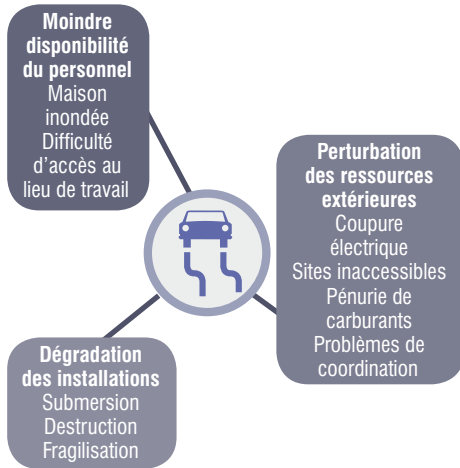 Moindre
disponibilité
du personnel
Maison
inondée
Difficulté
d'accès au
lieu de travail
Perturbation
des ressources
extérieures
Coupure
électrique
Sites inaccessibles
Pénurie de
carburants
Problèmes de
coordination
Dégradation
des installations
Submersion
Destruction
Fragilisation